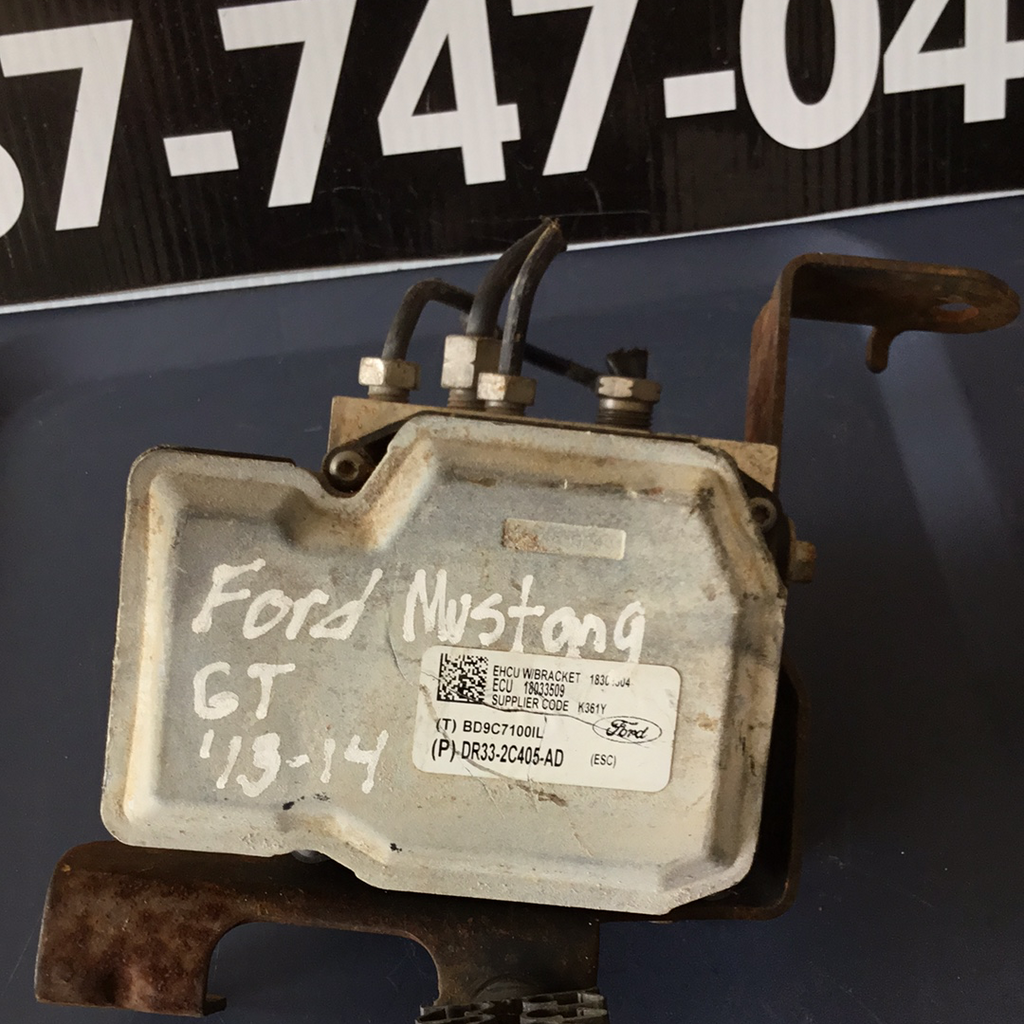 7-747-04
Ford Mustang
GT
'13-14
EHCU W/BRACKET
ECU 18033509
SUPPLIER CODE K361Y
(T) BD9C7100IL
Ford
(P) DR33-2C405-AD (ESC)